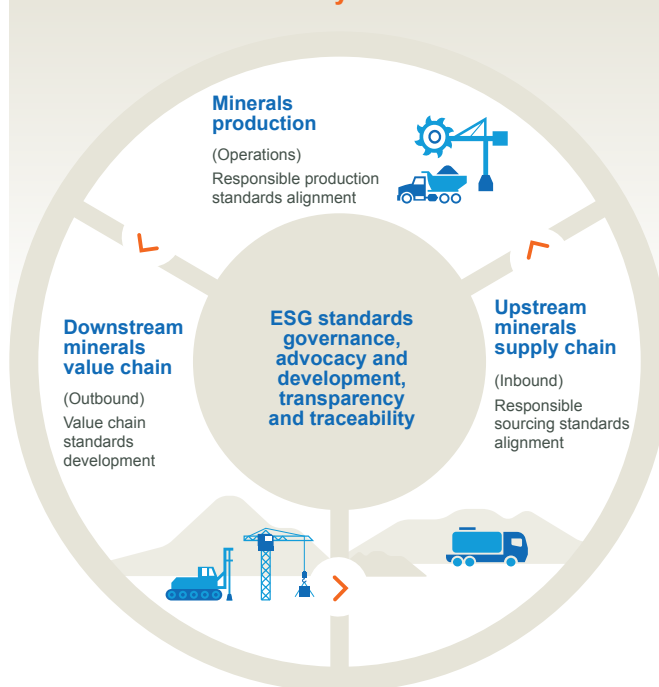 Minerals
production
(Operations)
Responsible production
standards alignment
Downstream
minerals
value chain
(Outbound)
Value chain
standards
development
ESG standards
governance,
advocacy and
development,
transparency
and traceability
Upstream
minerals
supply chain
(Inbound)
Responsible
sourcing standards
alignment